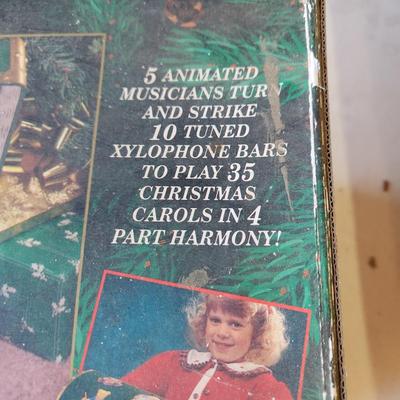 5 ANIMATED
MUSICIANS TURN
AND STRIKE
10 TUNED
XYLOPHONE BARS
TO PLAY 35
CHRISTMAS
CAROLS IN 4
PART HARMONY!